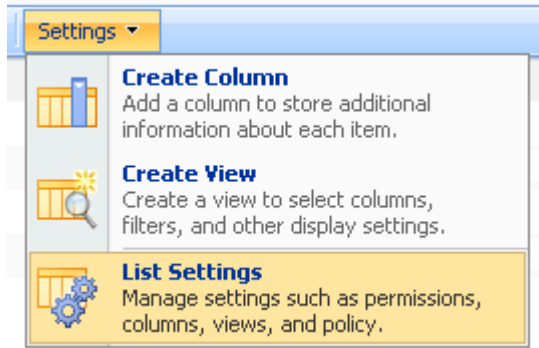 Settings
Create Column
Add a column to store additional
information about each item.
Create View
Create a view to select columns,
filters, and other display settings.
List Settings
Manage settings such as permissions,
columns, views, and policy.